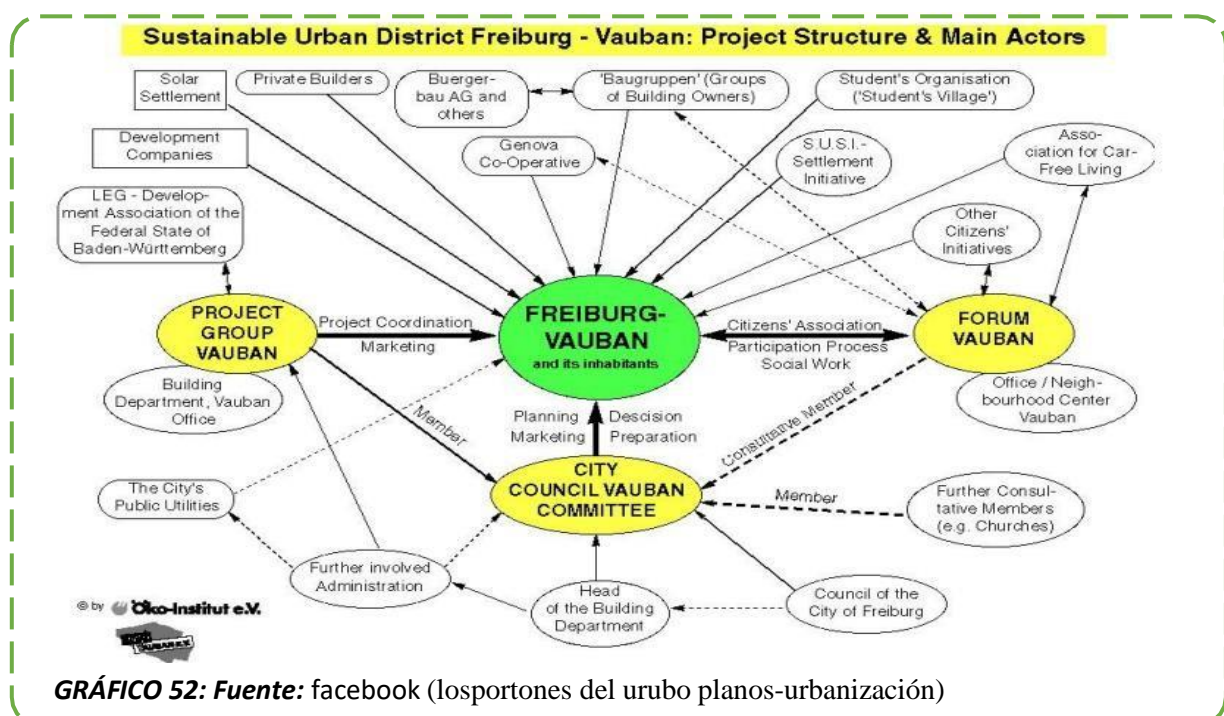 Sustainable Urban District Freiburg - Vauban: Project Structure & Main Actors
Solar
Settlement
Private Builders
Buerger-
bau AG and
others
'Baugruppen' (Groups
of Building Owners)
Student's Organisation
('Student's Village')
Development
Companies
Genova
Co-Operative
S.U.S.I.-
Settlement
Initiative
Asso-
ciation for Car-
Free Living
LEG - Develop-
ment Association of the
Federal State of
Baden-Württemberg
Other
Citizens'
Initiatives
PROJECT
GROUP
VAUBAN
Project Coordination
Marketing
FREIBURG-
VAUBAN
and its inhabitants
Citizens' Association
Participation Process
Social Work
FORUM
VAUBAN
Building
Department, Vauban
Office
Office / Neigh-
bourhood Center
Vauban
Member
Planning
Marketing
Descision
Preparation
Consultative Member
CITY
COUNCIL VAUBAN
COMMITTEE
The City's
Public Utilities
Member
Further Consul-
tative Members
(e.g. Churches)
Further involved
Administration
Head
of the Building
Department
Council of the
City of Freiburg
© by Öko-Institut e.V.
GRÁFICO 52: Fuente: facebook (losportones del urubo planos-urbanización)